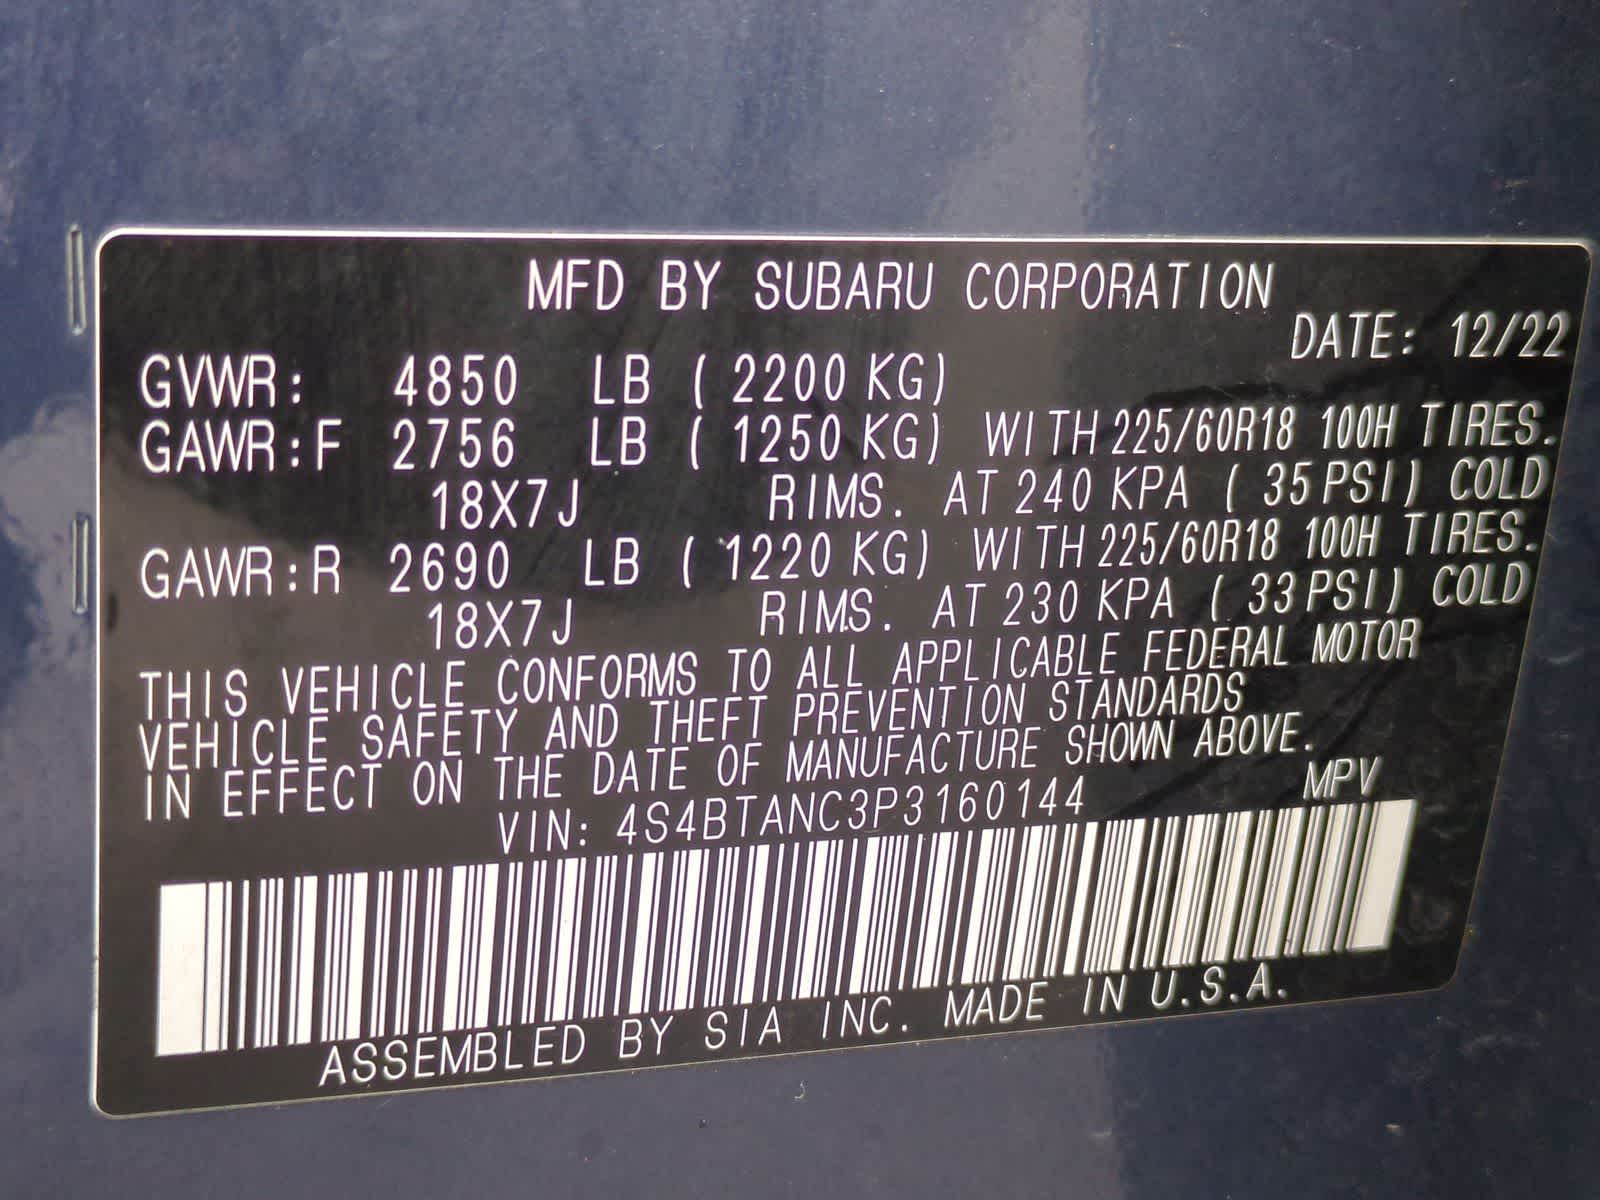 MFD BY SUBARU CORPORATION
DATE: 12/22
GVWR: 4850 LB ( 2200 KG)
GAWR:F 2756 LB ( 1250 KG) WITH 225/60R18 100H TIRES.
18X7J RIMS. AT 240 KPA ( 35 PSI) COLD
GAWR:R 2690 LB ( 1220 KG) WITH 225/60R18 100H TIRES.
18X7J RIMS. AT 230 KPA ( 33 PSI) COLD
THIS VEHICLE CONFORMS TO ALL APPLICABLE FEDERAL MOTOR
VEHICLE SAFETY AND THEFT PREVENTION STANDARDS
IN EFFECT ON THE DATE OF MANUFACTURE SHOWN ABOVE.
VIN: 4S4BTANC3P3160144 MPV
ASSEMBLED BY SIA INC. MADE IN U.S.A.